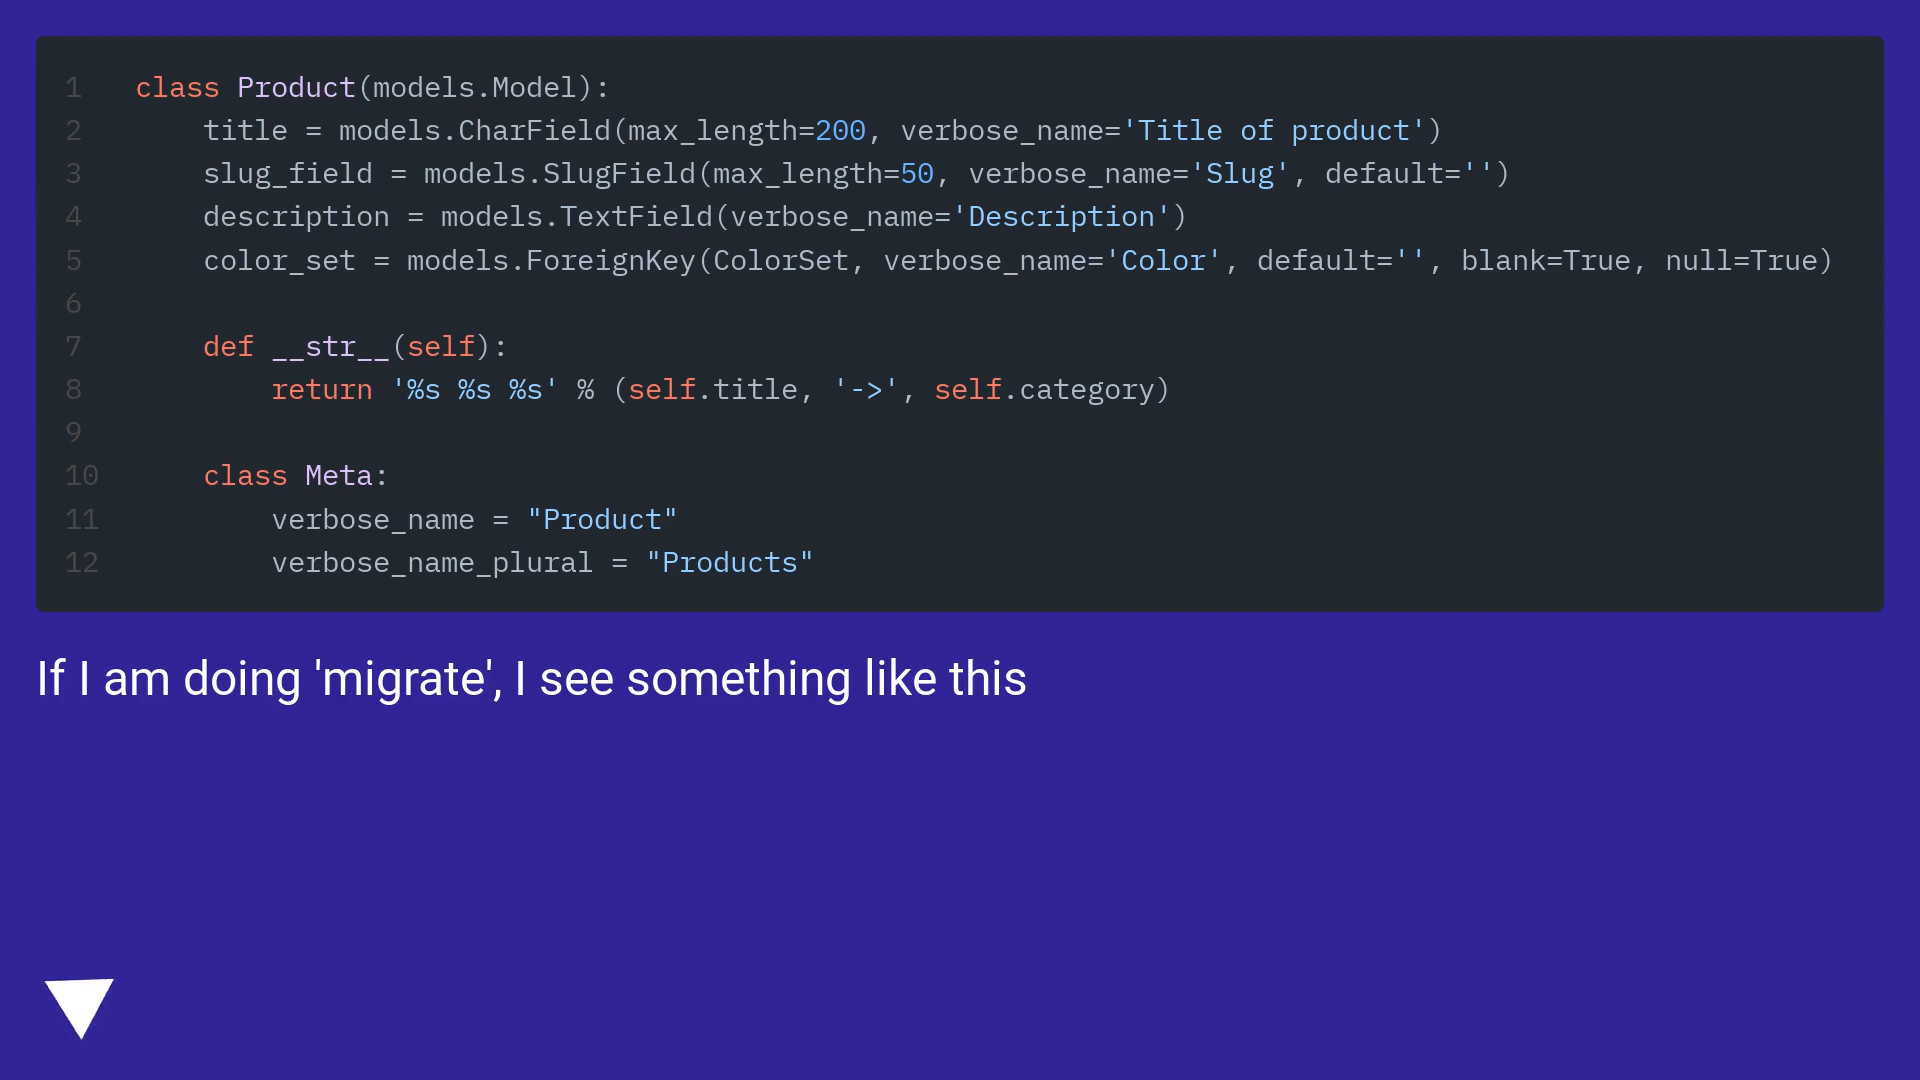 1 class Product(models.Model):
2     title = models.CharField(max_length=200, verbose_name='Title of product')
3     slug_field = models.SlugField(max_length=50, verbose_name='Slug', default='')
4     description = models.TextField(verbose_name='Description')
5     color_set = models.ForeignKey(ColorSet, verbose_name='Color', default='', blank=True, null=True)
6
7     def __str__(self):
8         return '%s %s %s' % (self.title, '->', self.category)
9
10     class Meta:
11         verbose_name = "Product"
12         verbose_name_plural = "Products"
If I am doing 'migrate', I see something like this